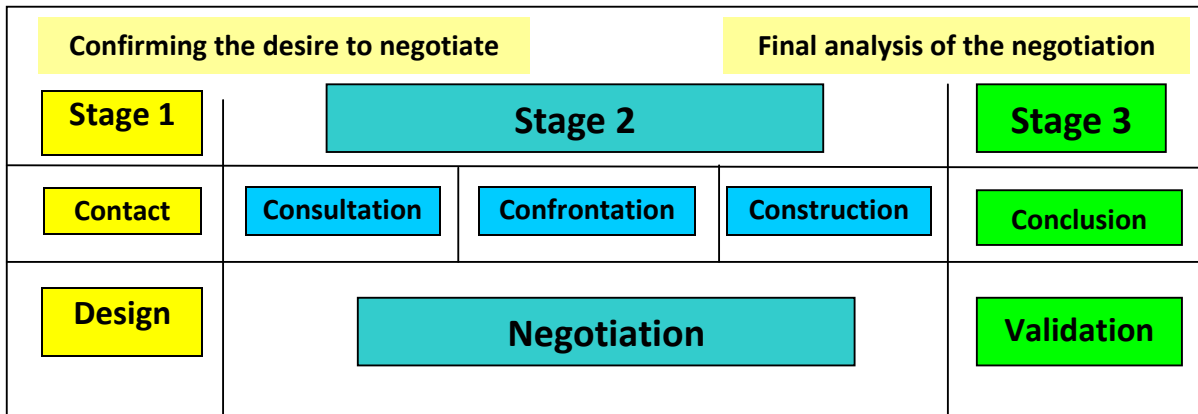 Confirming the desire to negotiate
Final analysis of the negotiation
Stage 1
Stage 2
Stage 3
Contact
Consultation
Confrontation
Construction
Conclusion
Design
Negotiation
Validation